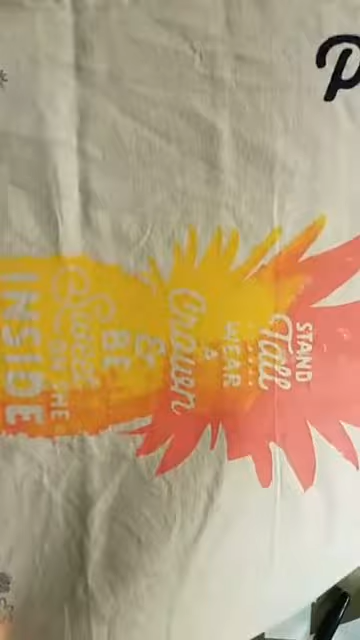 STAND
Tall
WEAR
A
Crown
&
BE
Sweet
ON THE
INSIDE